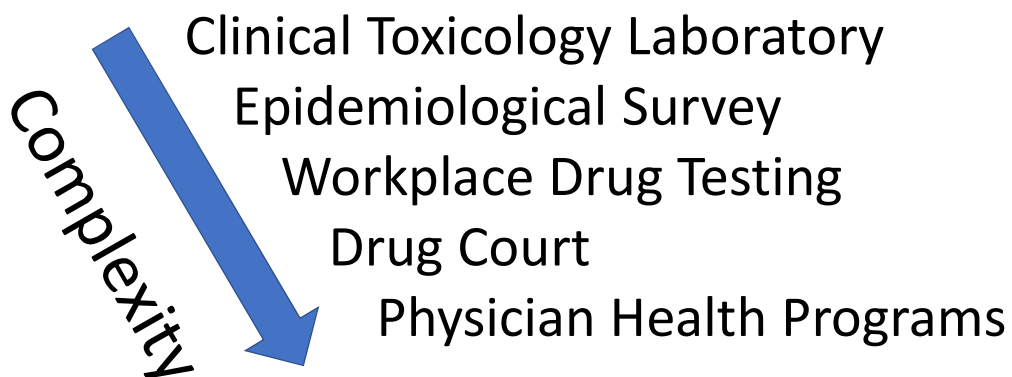 Clinical Toxicology Laboratory
Epidemiological Survey
Workplace Drug Testing
Drug Court
Physician Health Programs
Complexity